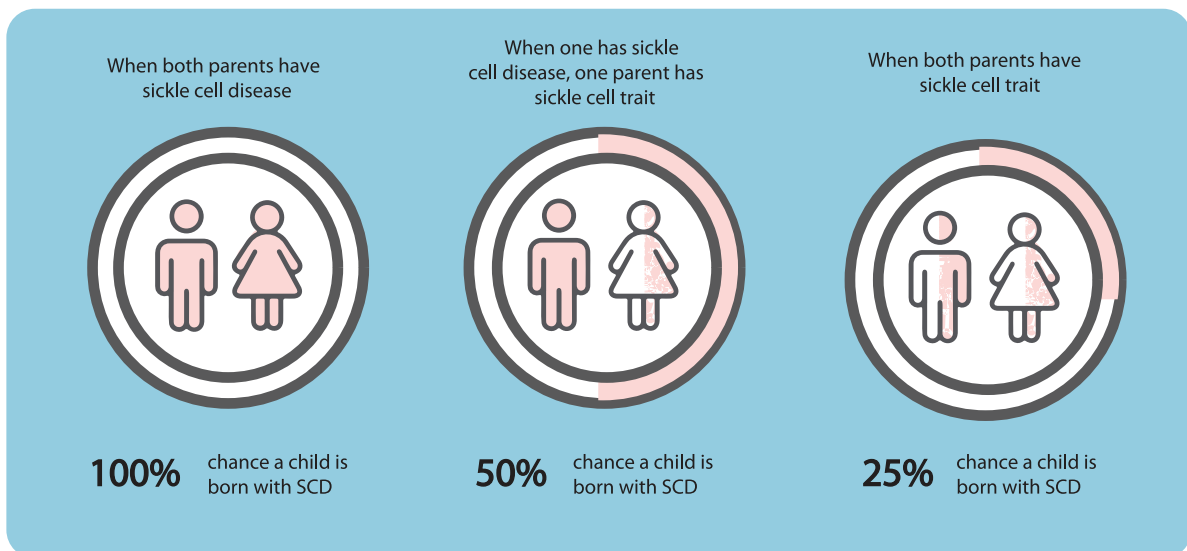 When both parents have
sickle cell disease
100% chance a child is
born with SCD
When one has sickle
cell disease, one parent has
sickle cell trait
50% chance a child is
born with SCD
When both parents have
sickle cell trait
25% chance a child is
born with SCD